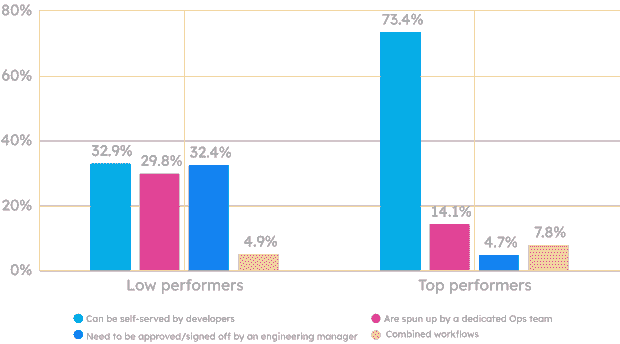 80%
73.4%
60%
40%
32.9%
29.8%
32.4%
20%
14.1%
4.9%
4.7%
7.8%
0%
Low performers
Top performers
Can be self-served by developers
Are spun up by a dedicated Ops team
Need to be approved/signed off by an engineering manager
Combined workflows